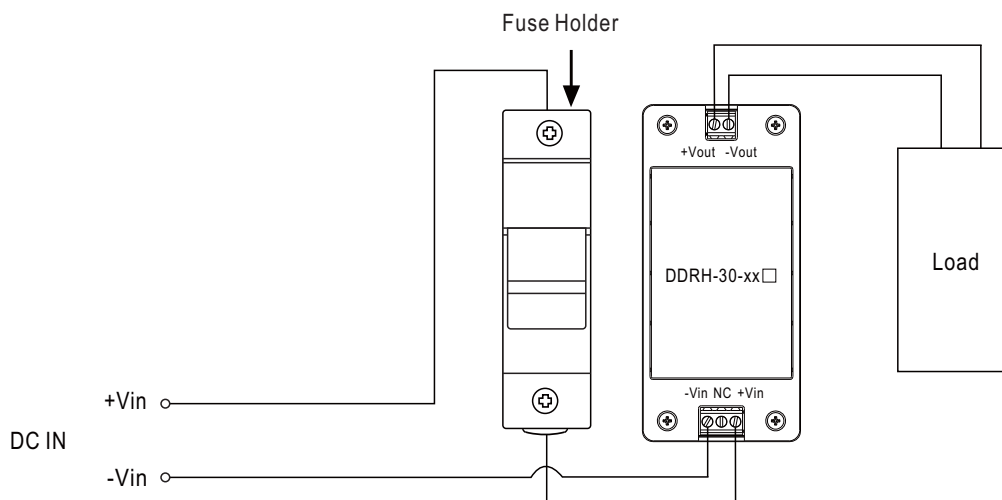 Fuse Holder
+Vout -Vout
DDRH-30-xx□
Load
-Vin NC +Vin
+Vin
DC IN
-Vin